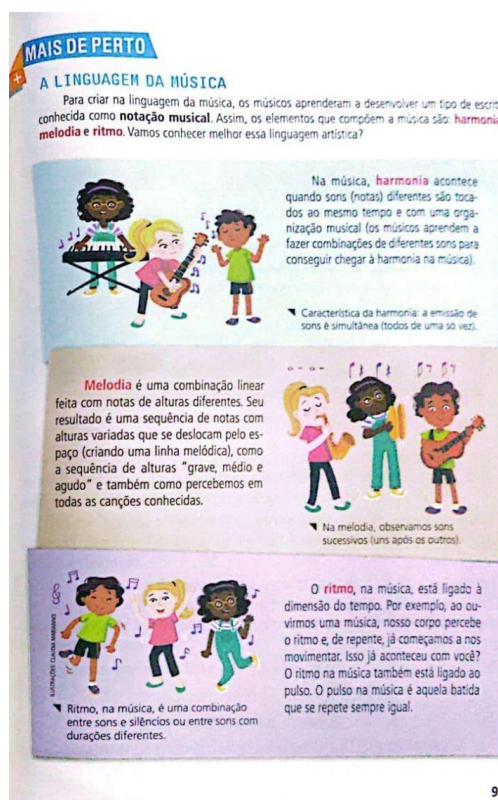 MAIS DE PERTO
+
A LINGUAGEM DA MÚSICA
Para criar na linguagem da música, os músicos aprenderam a desenvolver um tipo de
conhecida como notação musical. Assim, os elementos que compõem a música são: harmonia
melodia e ritmo. Vamos conhecer melhor essa linguagem artística?
Na música, harmonia acontece
quando sons (notas) diferentes são toca-
dos ao mesmo tempo e com uma orga-
nização musical (os músicos aprendem a
fazer combinações de diferentes sons para
conseguir chegar à harmonia na música).
Característica da harmonia: a emissão de
sons é simultânea (todos de uma só vez).
Melodia é uma combinação linear
feita com notas de alturas diferentes. Seu
resultado é uma sequência de notas com
alturas variadas que se deslocam pelo es-
paço (criando uma linha melódica), como
a sequência de alturas "grave, médio e
agudo" e também como percebemos em
todas as canções conhecidas.
Na melodia, observamos sons
sucessivos (uns após os outros).
O ritmo, na música, está ligado à
dimensão do tempo. Por exemplo, ao ou-
virmos uma música, nosso corpo percebe
o ritmo e, de repente, já começamos a nos
movimentar. Isso já aconteceu com você?
O ritmo na música também está ligado ao
pulso. O pulso na música é aquela batida
que se repete sempre igual.
ILUSTRAÇÕES CLAUDIA MARIANNO
Ritmo, na música, é uma combinação
entre sons e silêncios ou entre sons com
durações diferentes.
9